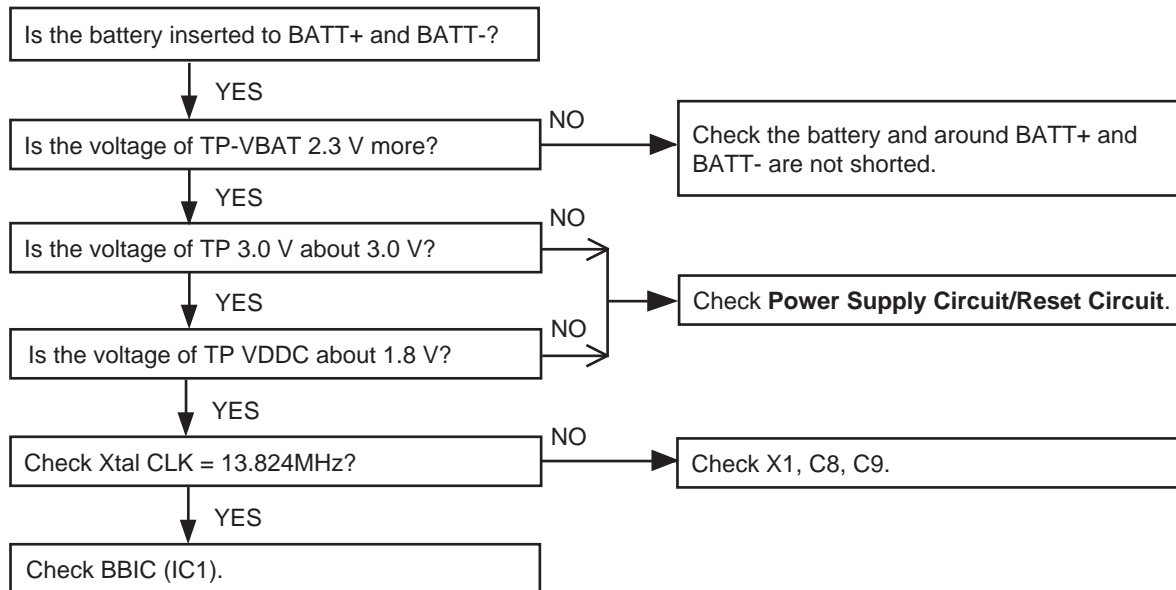 Is the battery inserted to BATT+ and BATT-?
YES
Is the voltage of TP-VBAT 2.3 V more?
NO
Check the battery and around BATT+ and
BATT- are not shorted.
YES
Is the voltage of TP 3.0 V about 3.0 V?
NO
YES
Check Power Supply Circuit/Reset Circuit.
NO
Is the voltage of TP VDDC about 1.8 V?
YES
Check Xtal CLK = 13.824MHz?
NO
Check X1, C8, C9.
YES
Check BBIC (IC1).